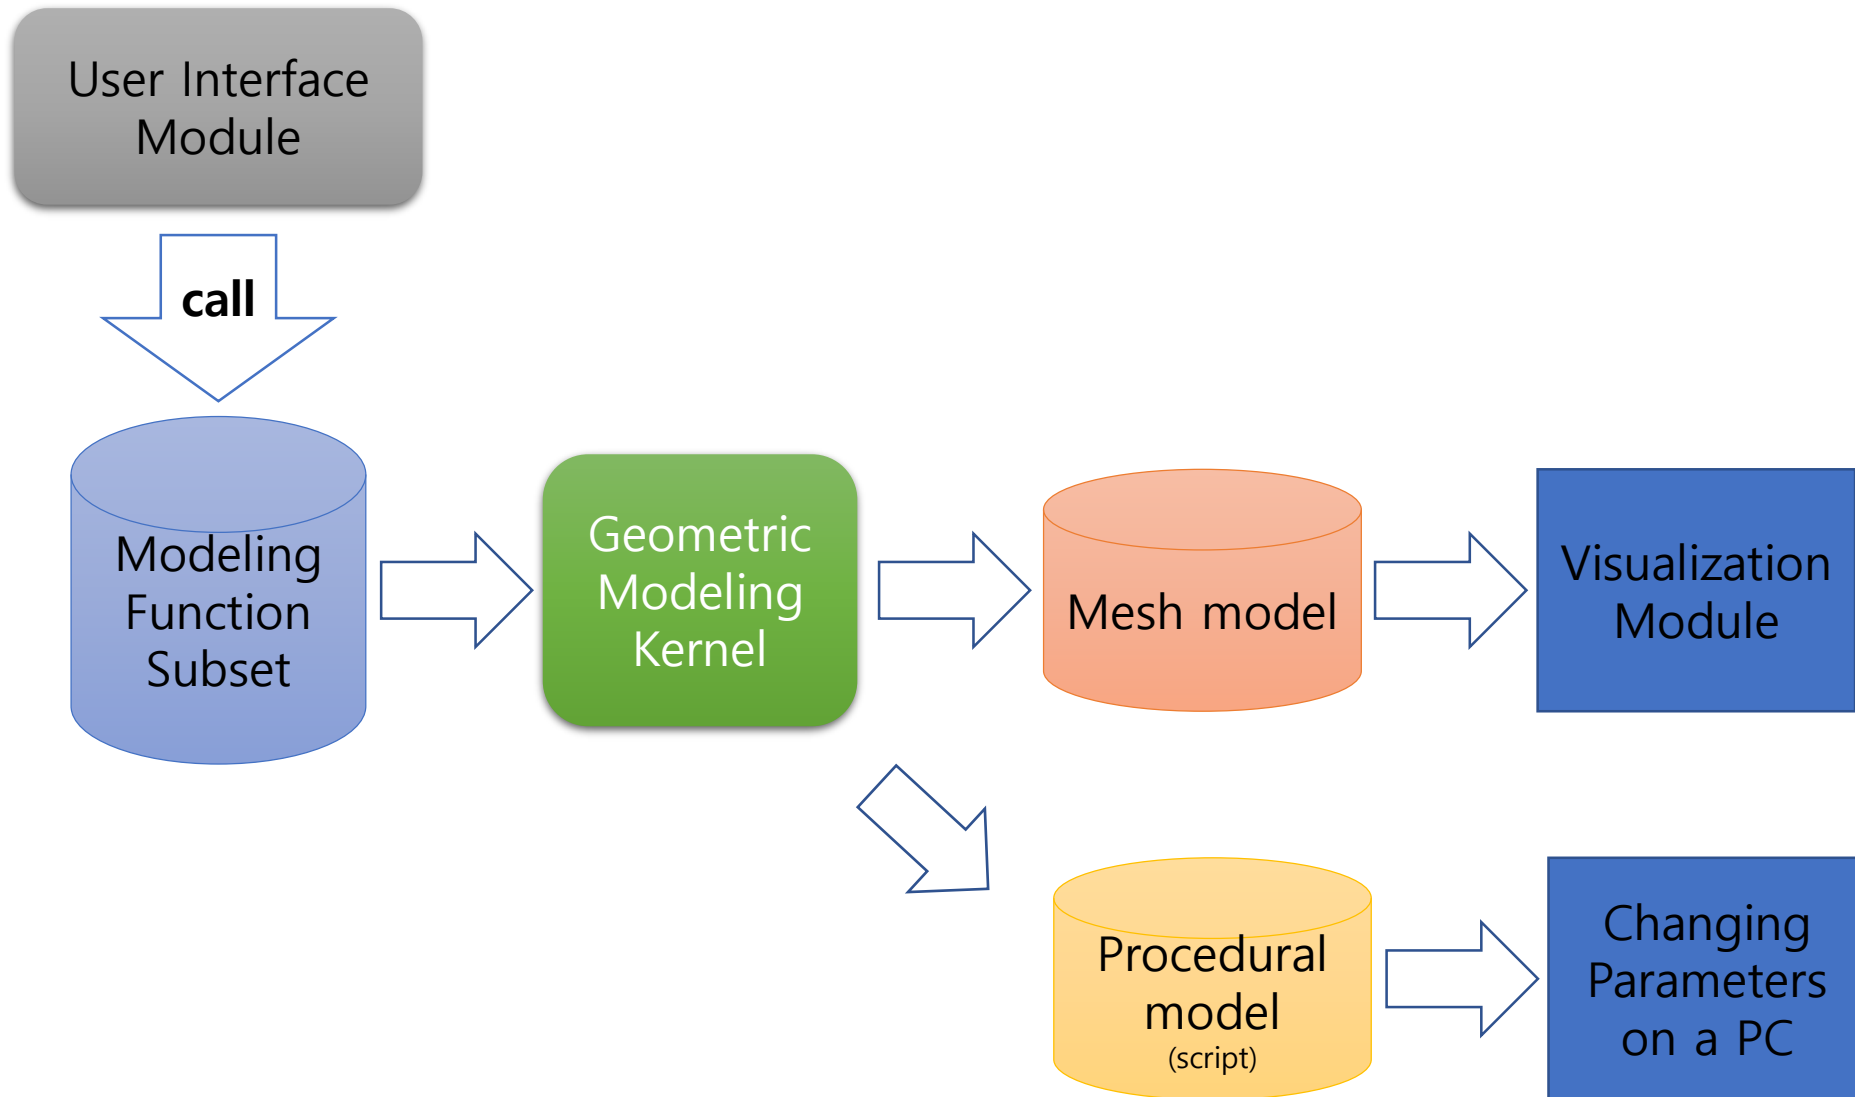 User Interface
Module
call
Modeling
Function
Subset
Geometric
Modeling
Kernel
Mesh model
Visualization
Module
Procedural
model
(script)
Changing
Parameters
on a PC